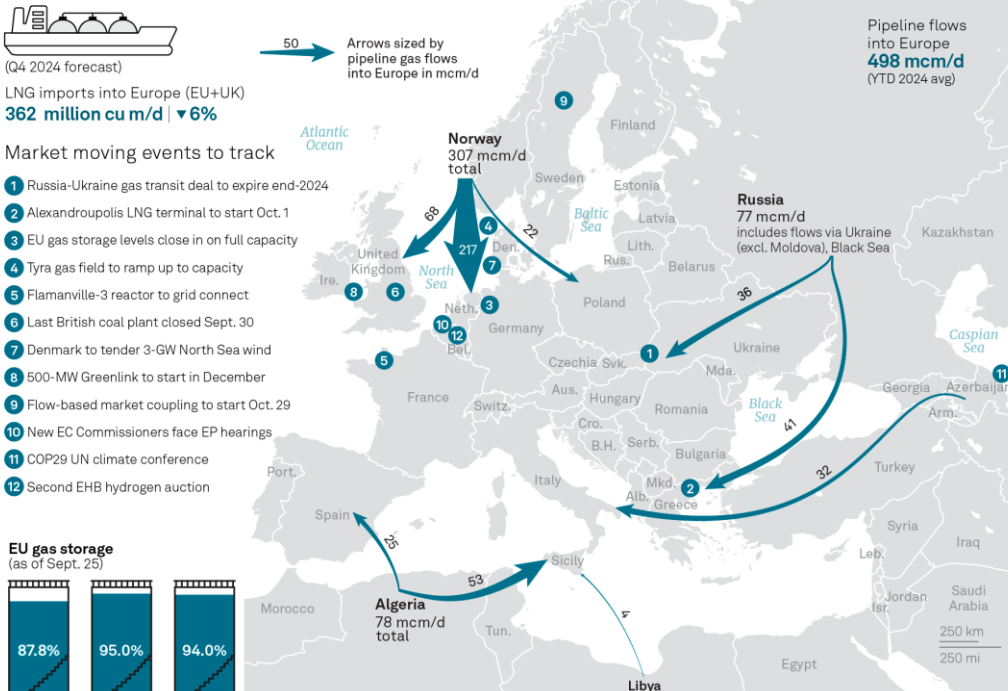 (Q4 2024 forecast)
LNG imports into Europe (EU+UK)
362 million cu m/d | ▼6%
50
Arrows sized by
pipeline gas flows
into Europe in mcm/d
Pipeline flows
into Europe
498 mcm/d
(YTD 2024 avg)
Market moving events to track
1 Russia-Ukraine gas transit deal to expire end-2024
2 Alexandroupolis LNG terminal to start Oct. 1
3 EU gas storage levels close in on full capacity
4 Tyra gas field to ramp up to capacity
5 Flamanville-3 reactor to grid connect
6 Last British coal plant closed Sept. 30
7 Denmark to tender 3-GW North Sea wind
8 500-MW Greenlink to start in December
9 Flow-based market coupling to start Oct. 29
10 New EC Commissioners face EP hearings
11 COP29 UN climate conference
12 Second EHB hydrogen auction
EU gas storage
(as of Sept. 25)
87.8%
95.0%
94.0%
Atlantic
Ocean
Norway
307 mcm/d
total
68
217
22
9
Finland
Sweden
Estonia
Latvia
Lith.
Rus.
Baltic
Sea
4
Den.
7
United
Kingdom
North
Sea
Ire.
8
6
Neth.
3
10
12
Bel.
5
Germany
Poland
Belarus
Russia
77 mcm/d
includes flows via Ukraine
(excl. Moldova), Black Sea
Kazakhstan
36
1
Ukraine
Czechia
Svk.
Mda.
France
Switz.
Aus.
Hungary
Romania
Cro.
B.H.
Serb.
Bulgaria
Black
Sea
41
Caspian
Sea
11
Georgia
Azerbaijan
Arm.
Italy
Mkd.
Alb.
2
Greece
32
Turkey
Port.
Spain
25
53
Sicily
Algeria
78 mcm/d
total
Morocco
Tun.
4
Libya
Egypt
Syria
Leb.
Iraq
Jordan
Isr.
Saudi
Arabia
250 km
250 mi